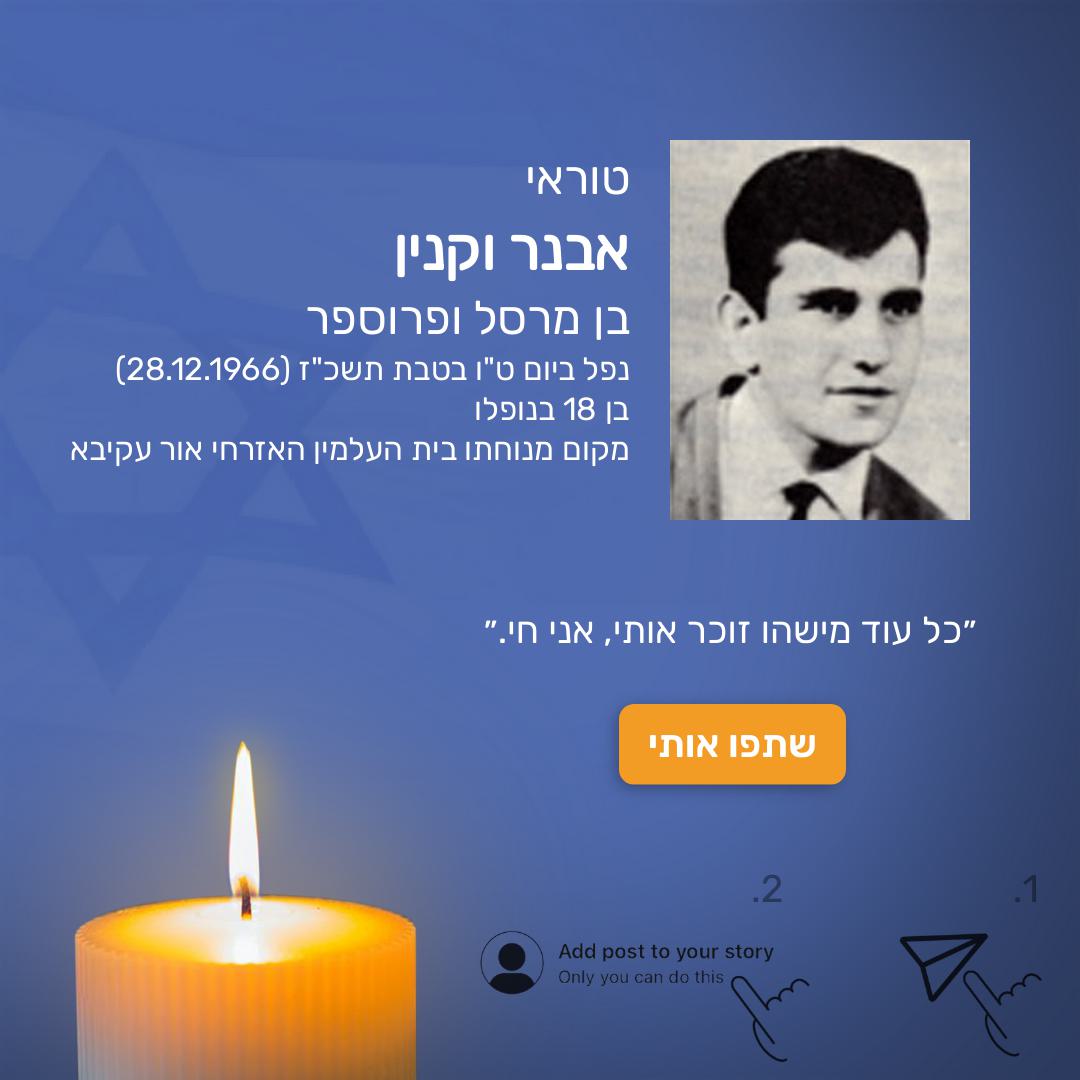 טוראי
אבנר וקנין
בן מרסל ופרוספר
נפל ביום ט"ו בטבת תשכ"ז (28.12.1966)
בן 18 בנופלו
מקום מנוחתו בית העלמין האזרחי אור עקיבא
״כל עוד מישהו זוכר אותי, אני חי.״
שתפו אותי
1.
2.
Add post to your story
Only you can do this